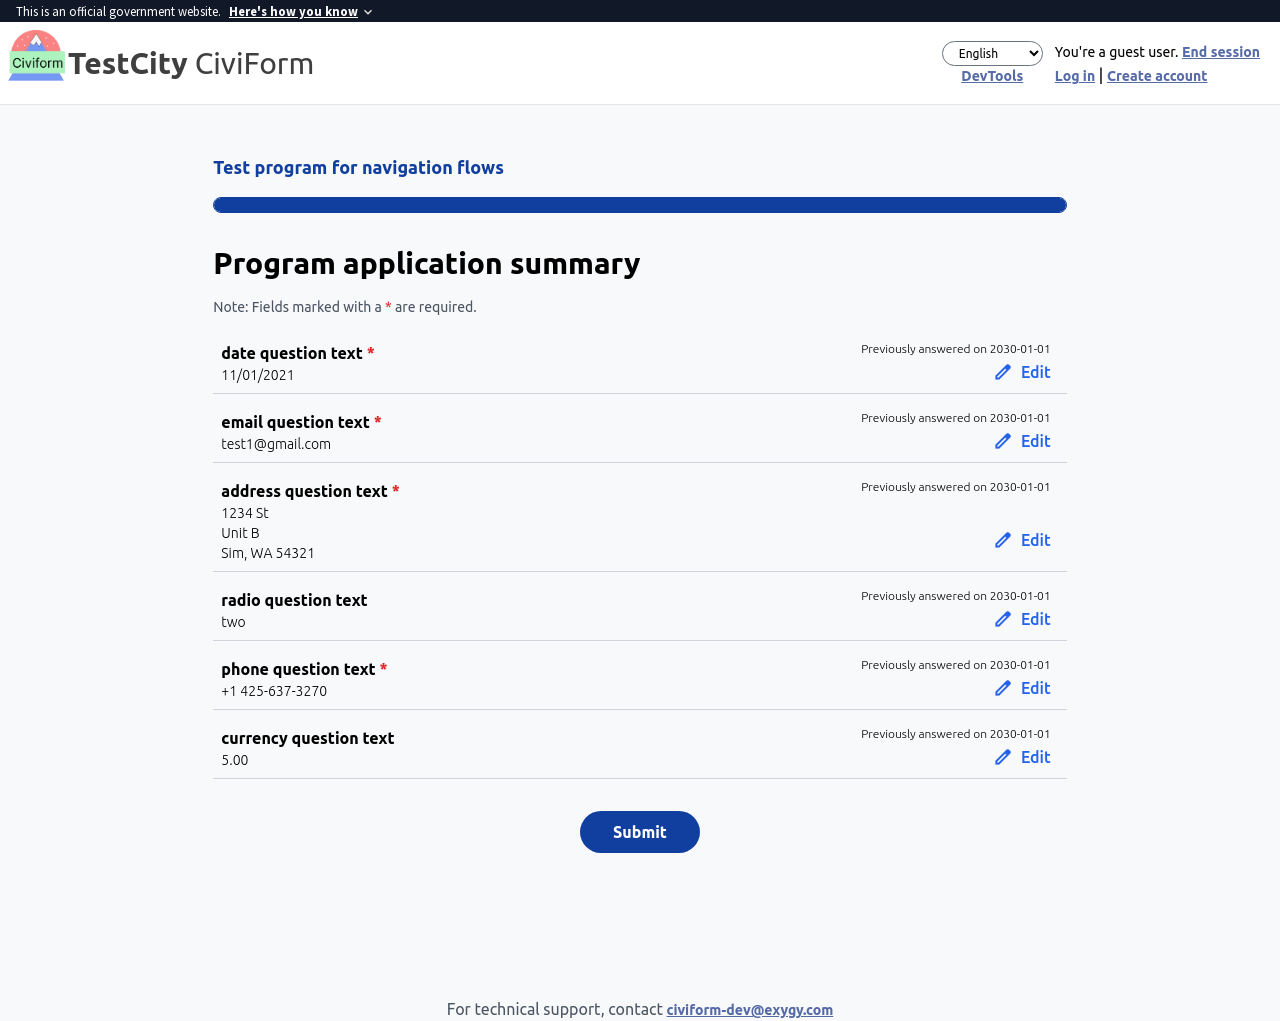 This is an official government website. Here's how you know
Civiform
TestCity CiviForm
English
You're a guest user. End session
DevTools
Log in | Create account
Test program for navigation flows
Program application summary
Note: Fields marked with a * are required.
date question text *
Previously answered on 2030-01-01
11/01/2021
Edit
email question text *
Previously answered on 2030-01-01
test1@gmail.com
Edit
address question text *
Previously answered on 2030-01-01
1234 St
Unit B
Sim, WA 54321
Edit
radio question text
Previously answered on 2030-01-01
two
Edit
phone question text *
Previously answered on 2030-01-01
+1 425-637-3270
Edit
currency question text
Previously answered on 2030-01-01
5.00
Edit
Submit
For technical support, contact civiform-dev@exygy.com